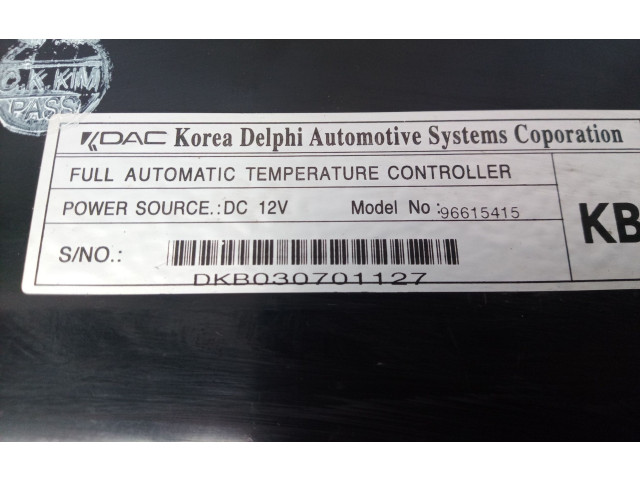 O.K.KIM
PASS
KDAC Korea Delphi Automotive Systems Coporation
FULL AUTOMATIC TEMPERATURE CONTROLLER
POWER SOURCE.:DC 12V Model No :96615415
KB
S/NO.:
DKB030701127